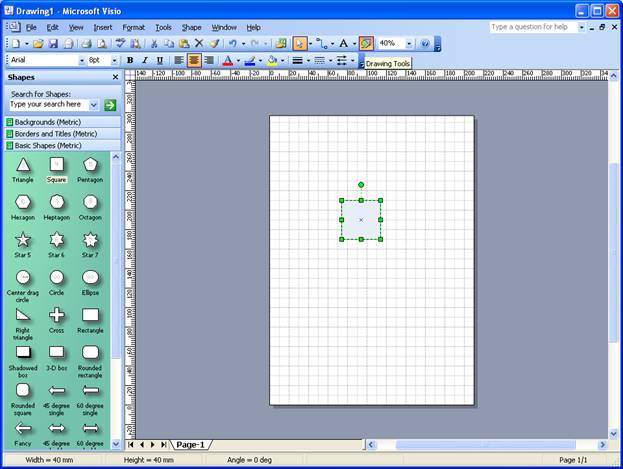 Drawing1 - Microsoft Visio
File Edit View Insert Format Tools Shape Window Help Type a question for help
40%
Arial 8pt B I U A
Drawing Tools
Shapes
Search for Shapes:
Type your search here
Backgrounds (Metric)
Borders and Titles (Metric)
Basic Shapes (Metric)
Triangle Square Pentagon
Hexagon Heptagon Octagon
Star 5 Star 6 Star 7
Center drag circle Circle Ellipse
Right triangle Cross Rectangle
Shadowed box 3-D box Rounded rectangle
Rounded square 45 degree single 60 degree single
Fancy 45 degree 60 degree
Page-1
Width = 40 mm Height = 40 mm Angle = 0 deg Page 1/1